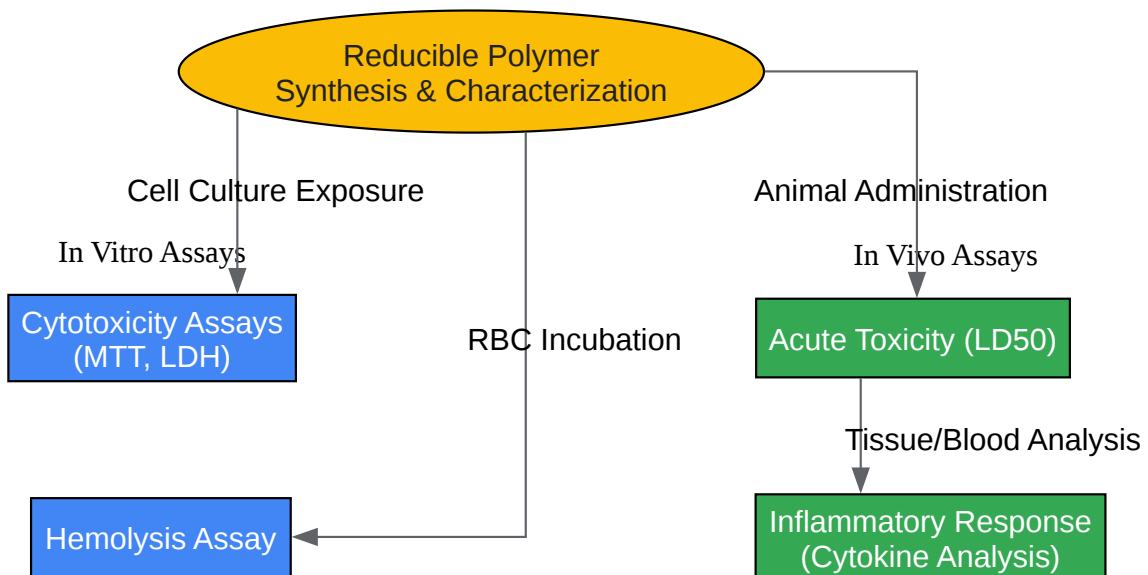 Reducible Polymer
Synthesis & Characterization
Cell Culture Exposure
Animal Administration
In Vitro Assays
In Vivo Assays
Cytotoxicity Assays
(MTT, LDH)
RBC Incubation
Acute Toxicity (LD50)
Tissue/Blood Analysis
Hemolysis Assay
Inflammatory Response
(Cytokine Analysis)